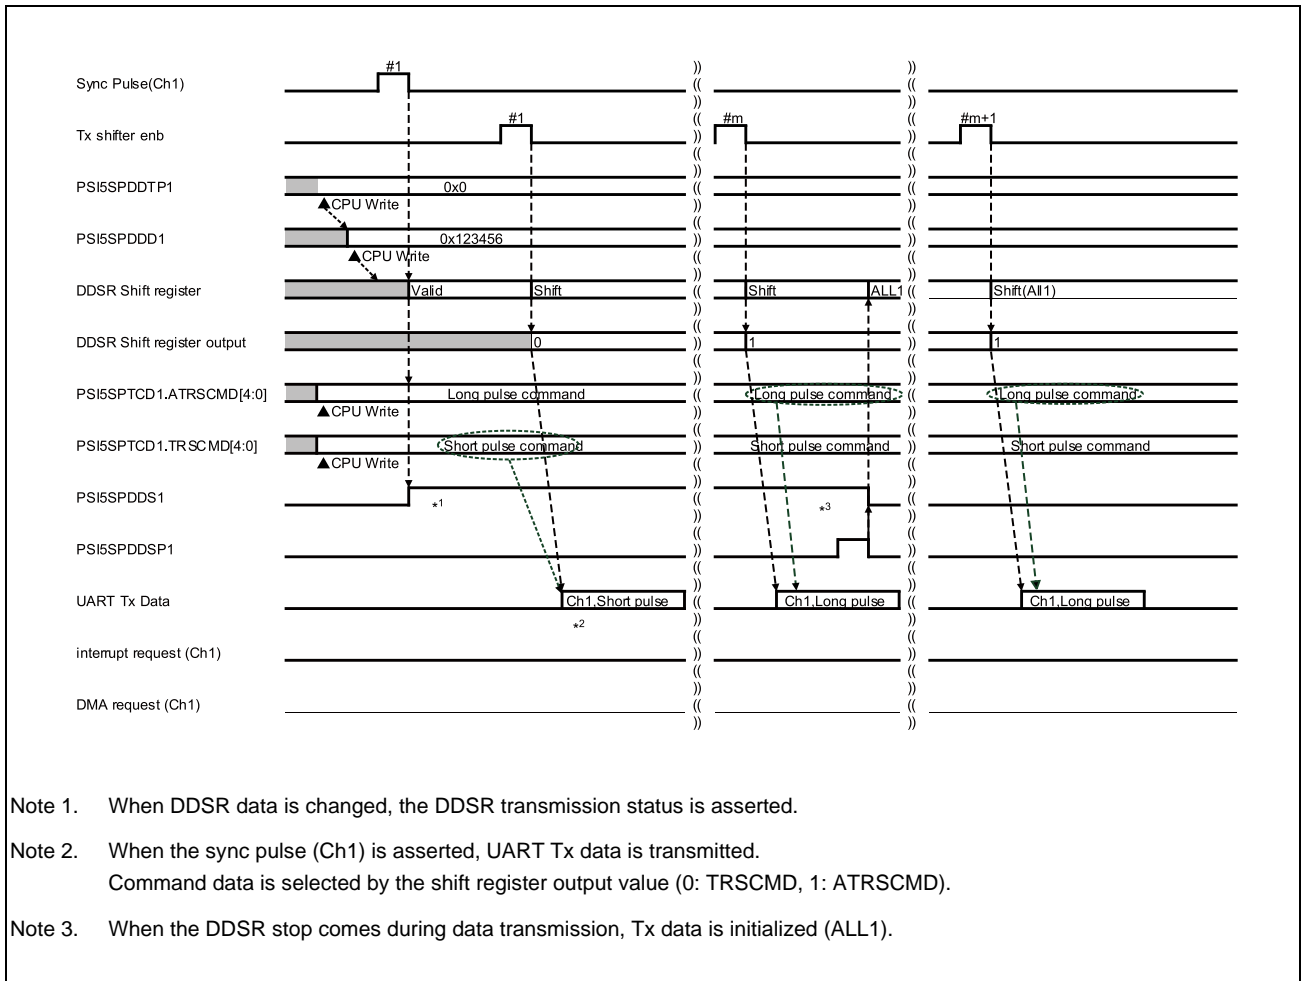 #1
Sync Pulse(Ch1)
#1 #m #m+1
Tx shifter enb
PSI5SPDDTP1 0x0
▲CPU Write
PSI5SPDDD1 0x123456
▲CPU Write
DDSR Shift register Valid Shift Shift ALL1 Shift(All1)
DDSR Shift register output 0 1 1
PSI5SPTCD1.ATRSCMD[4:0] Long pulse command Long pulse command Long pulse command
▲CPU Write
PSI5SPTCD1.TRSCMD[4:0] Short pulse command Short pulse command Short pulse command
▲CPU Write
PSI5SPDDS1 *1 *3
PSI5SPDDSP1
UART Tx Data Ch1,Short pulse Ch1,Long pulse Ch1,Long pulse
*2
interrupt request (Ch1)
DMA request (Ch1)
Note 1. When DDSR data is changed, the DDSR transmission status is asserted.
Note 2. When the sync pulse (Ch1) is asserted, UART Tx data is transmitted.
Command data is selected by the shift register output value (0: TRSCMD, 1: ATRSCMD).
Note 3. When the DDSR stop comes during data transmission, Tx data is initialized (ALL1).